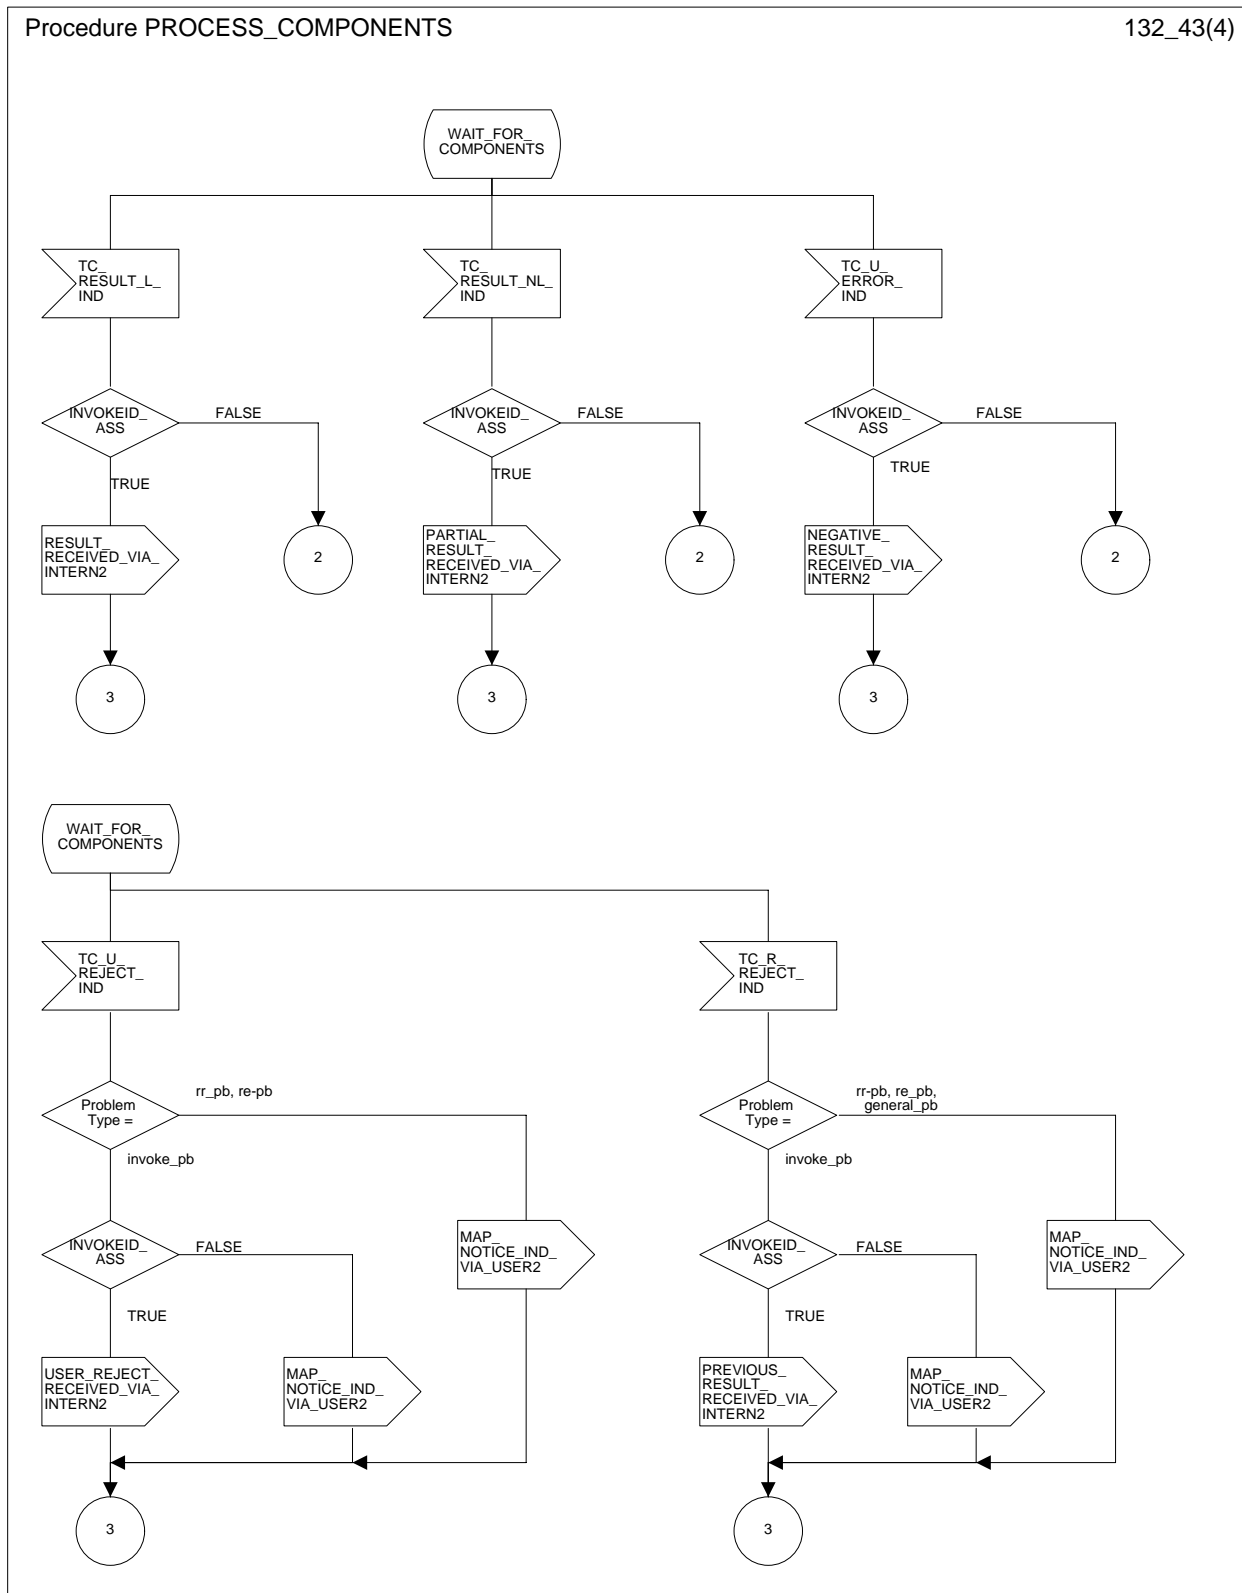 Procedure PROCESS_COMPONENTS
132_43(4)
WAIT_FOR_
COMPONENTS
TC_
RESULT_L_
IND
TC_
RESULT_NL_
IND
TC_U_
ERROR_
IND
INVOKEID_
ASS
FALSE
INVOKEID_
ASS
FALSE
INVOKEID_
ASS
FALSE
TRUE
TRUE
TRUE
RESULT_
RECEIVED_VIA_
INTERN2
2
PARTIAL_
RESULT_
RECEIVED_VIA_
INTERN2
2
NEGATIVE_
RESULT_
RECEIVED_VIA_
INTERN2
2
3
3
3
WAIT_FOR_
COMPONENTS
TC_U_
REJECT_
IND
TC_R_
REJECT_
IND
Problem
Type =
rr_pb, re-pb
Problem
Type =
rr-pb, re_pb,
general_pb
invoke_pb
invoke_pb
INVOKEID_
ASS
FALSE
MAP_
NOTICE_IND_
VIA_USER2
INVOKEID_
ASS
FALSE
MAP_
NOTICE_IND_
VIA_USER2
TRUE
TRUE
USER_REJECT_
RECEIVED_VIA_
INTERN2
MAP_
NOTICE_IND_
VIA_USER2
PREVIOUS_
RESULT_
RECEIVED_VIA_
INTERN2
MAP_
NOTICE_IND_
VIA_USER2
3
3